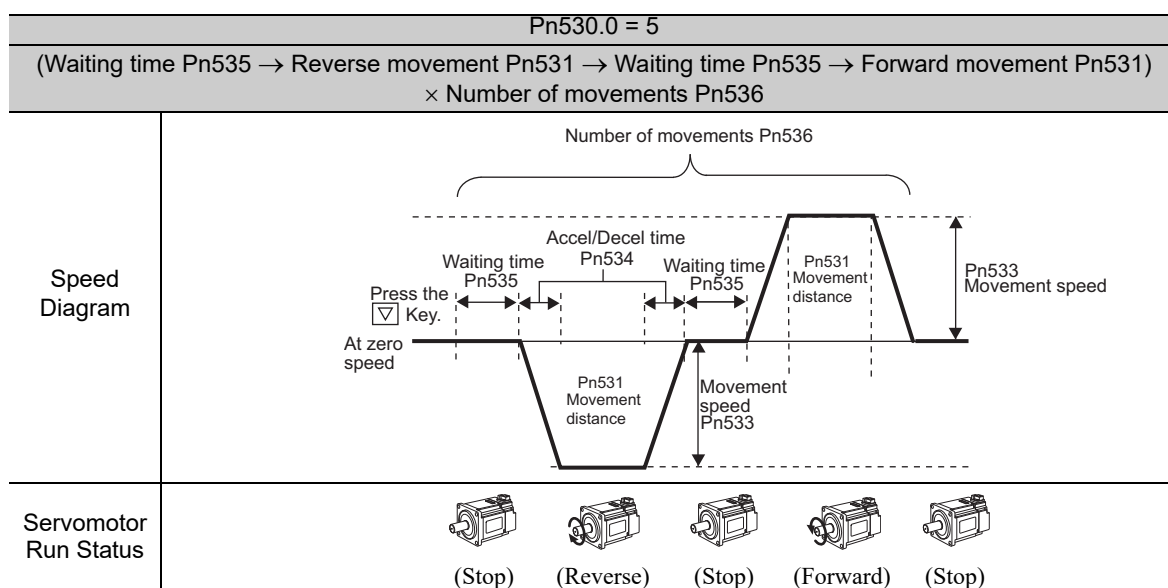 Pn530.0 = 5
(Waiting time Pn535 → Reverse movement Pn531 → Waiting time Pn535 → Forward movement Pn531)
× Number of movements Pn536
Speed
Diagram
Number of movements Pn536
Accel/Decel time
Pn534
Waiting time
Pn535
Waiting time
Pn535
Press the
▽ Key.
At zero
speed
Pn531
Movement
distance
Movement
speed
Pn533
Pn531
Movement
distance
Pn533
Movement speed
Servomotor
Run Status
(Stop) (Reverse) (Stop) (Forward) (Stop)